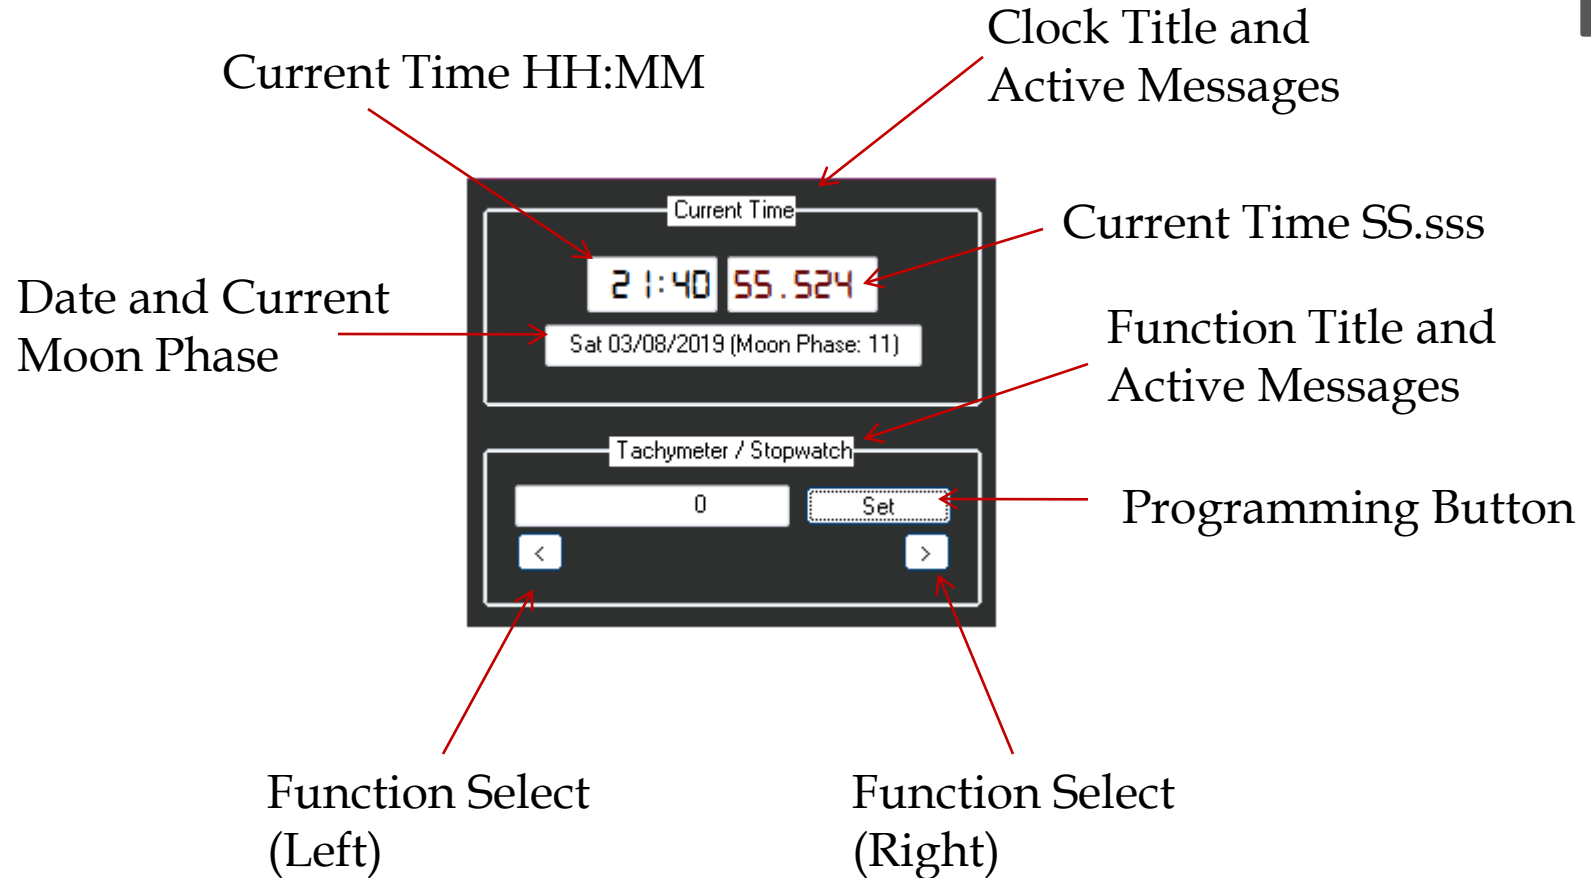 Clock Title and
Active Messages
Current Time HH:MM
Current Time
Current Time SS.sss
21:40 55.524
Date and Current
Moon Phase
Sat 03/08/2019 (Moon Phase: 11)
Function Title and
Active Messages
Tachymeter / Stopwatch
0 Set
Programming Button
< >
Function Select
(Left)
Function Select
(Right)